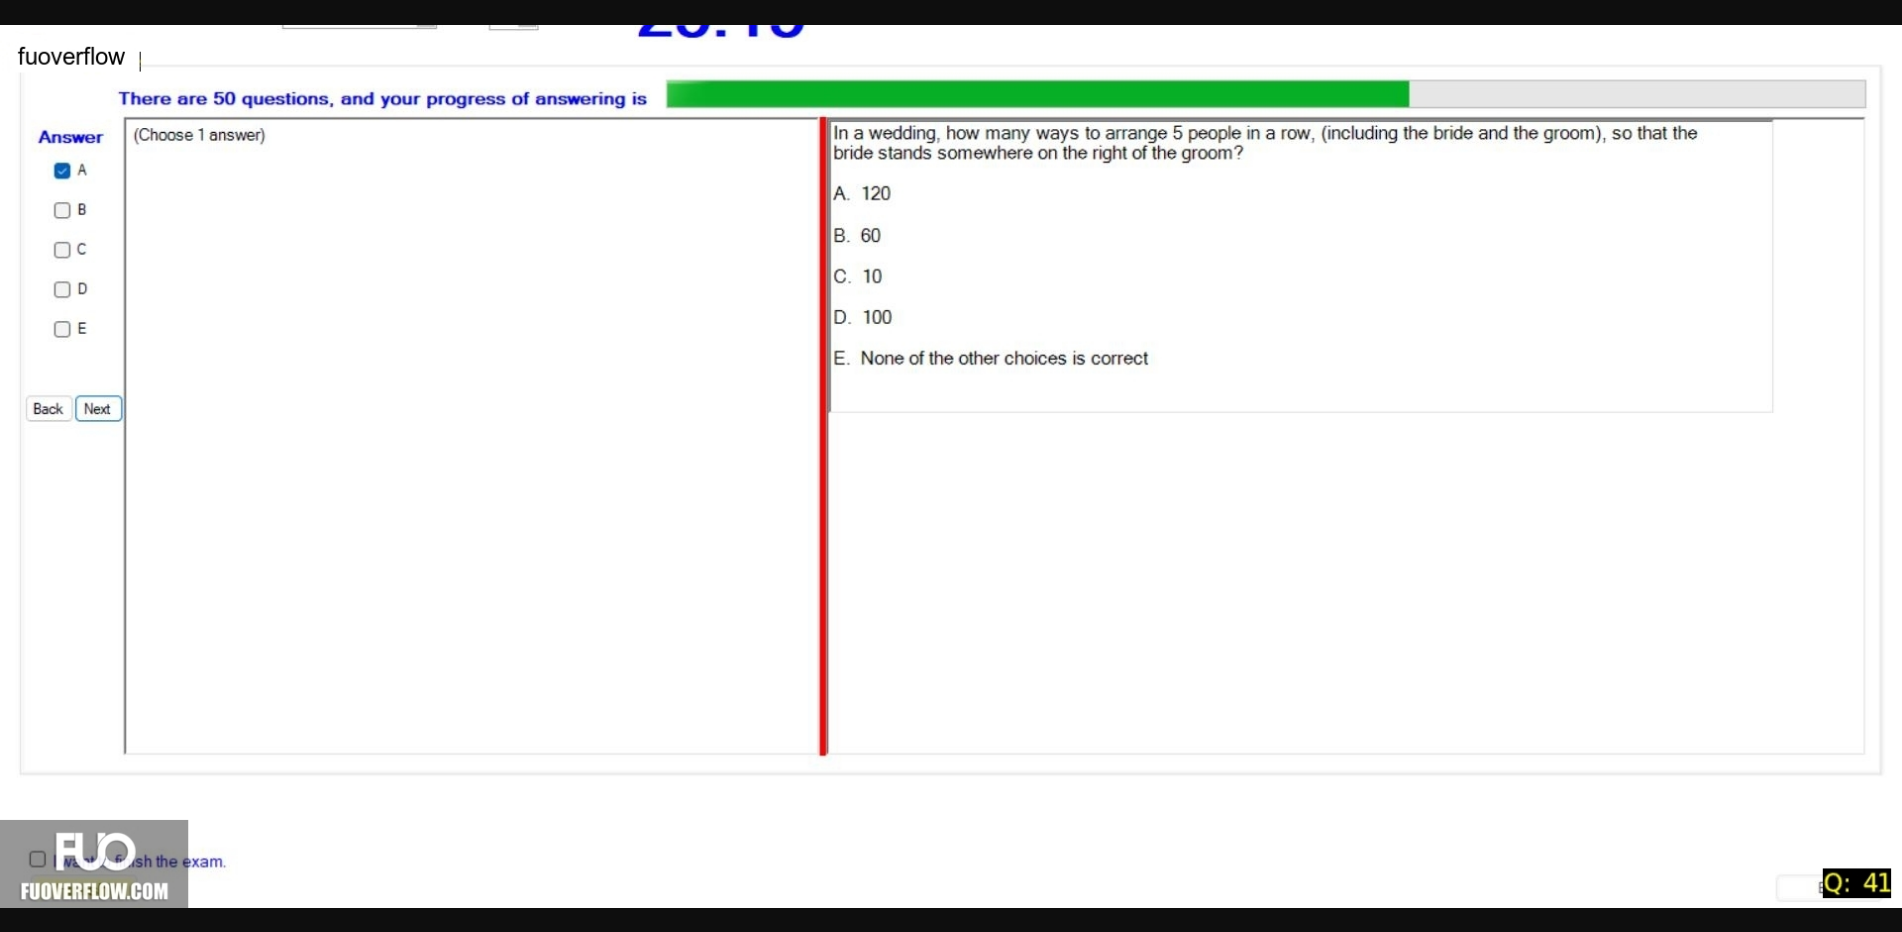 fuoverflow
There are 50 questions, and your progress of answering is
Answer
(Choose 1 answer)
A
B
C
D
E
Back Next
In a wedding, how many ways to arrange 5 people in a row, (including the bride and the groom), so that the
bride stands somewhere on the right of the groom?
A. 120
B. 60
C. 10
D. 100
E. None of the other choices is correct
FUO
the exam.
FUOVERFLOW.COM
Q: 41